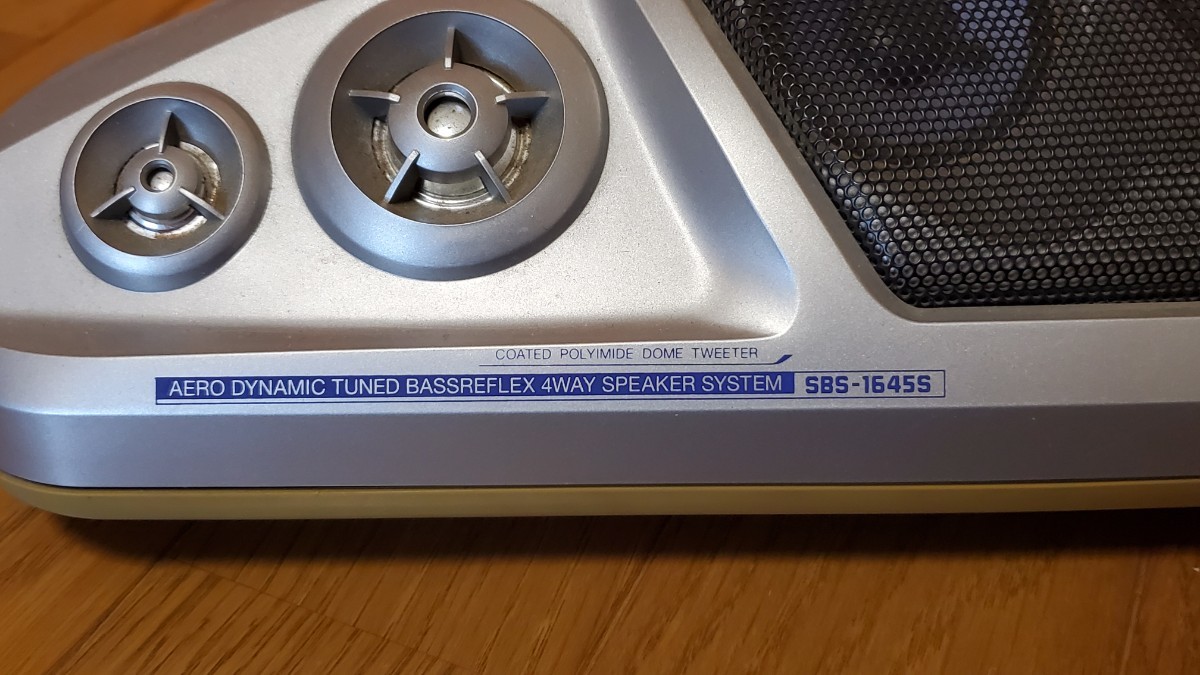 COATED POLYIMIDE DOME TWEETER
AERO DYNAMIC TUNED BASSREFLEX 4WAY SPEAKER SYSTEM SBS-1645S